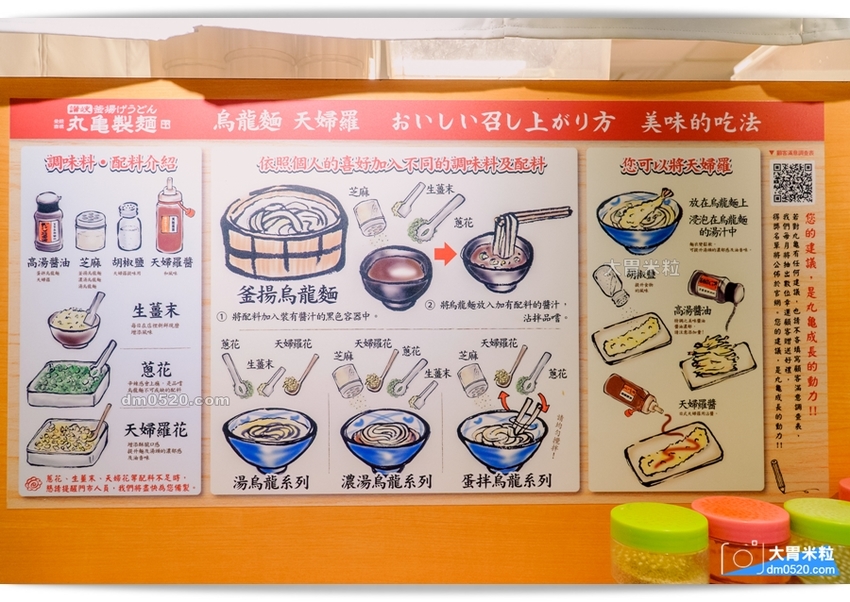 讃岐釜揚げうどん
丸亀製麺
烏龍麵 天婦羅 おいしい召し上がり方 美味的吃法
調味料・配料介紹
高湯醬油
芝麻
胡椒鹽
天婦羅醬
生薑末
蔥花
天婦羅花
蔥花、生薑末、天婦花等配料不足時,
懇請提醒門市人員,我們將盡快為您備製。
依照個人的喜好加入不同的調味料及配料
芝麻
生薑末
蔥花
釜揚烏龍麵
① 將配料加入裝有醬汁的黑色容器中。
② 將烏龍麵放入加有配料的醬汁,
沾拌品嚐。
蔥花
生薑末
天婦羅花
湯烏龍系列
芝麻
天婦羅花
蔥花
生薑末
濃湯烏龍系列
芝麻
天婦羅花
蔥花
請均勻攪拌!
蛋拌烏龍系列
您可以將天婦羅
放在烏龍麵上
浸泡在烏龍麵
的湯汁中
胡椒鹽
高湯醬油
天婦羅醬
您的建議,是丸亀成長的動力!!
大胃米粒
dm0520.com
大胃米粒
dm0520.com